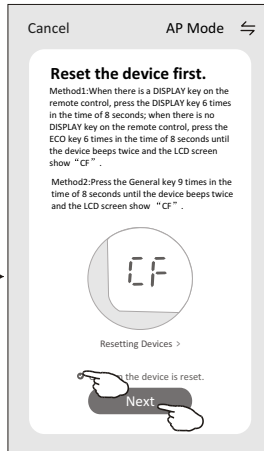 Cancel AP Mode
Reset the device first.
Method1:When there is a DISPLAY key on the
remote control, press the DISPLAY key 6 times
in the time of 8 seconds; when there is no
DISPLAY key on the remote control, press the
ECO key 6 times in the time of 8 seconds until
the device beeps twice and the LCD screen
show “CF”.
Method2:Press the General key 9 times in the
time of 8 seconds until the device beeps twice
and the LCD screen show “CF”.
CF
Resetting Devices >
the device is reset.
Next